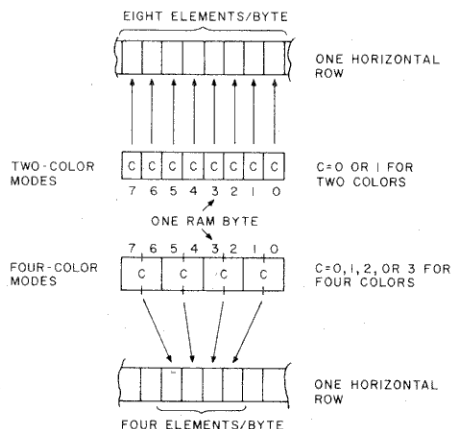 EIGHT ELEMENTS/BYTE
ONE HORIZONTAL
ROW
TWO-COLOR
MODES
C C C C C C C C
7 6 5 4 3 2 1 0
C=0 OR 1 FOR
TWO COLORS
ONE RAM BYTE
7 6 5 4 3 2 1 0
FOUR-COLOR
MODES
C C C C
C=0,1,2, OR 3 FOR
FOUR COLORS
ONE HORIZONTAL
ROW
FOUR ELEMENTS/BYTE